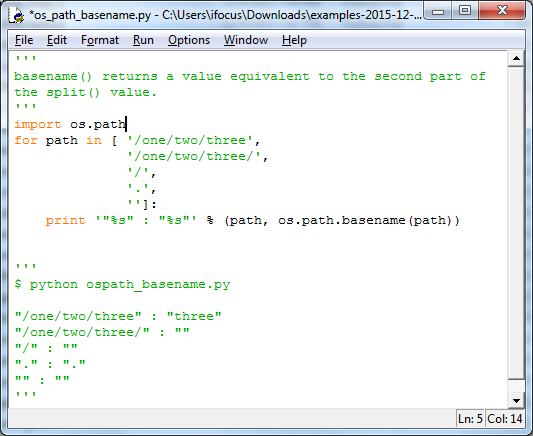 *os_path_basename.py - C:\Users\ifocus\Downloads\examples-2015-12-...
File Edit Format Run Options Window Help
'''
basename() returns a value equivalent to the second part of
the split() value.
'''
import os.path
for path in [ '/one/two/three',
              '/one/two/three/',
              '/',
              '.',
              '']:
    print '"%s" : "%s"' % (path, os.path.basename(path))
'''
$ python ospath_basename.py
"/one/two/three" : "three"
"/one/two/three/" : ""
"/" : ""
"." : "."
"" : ""
'''
Ln: 5 Col: 14